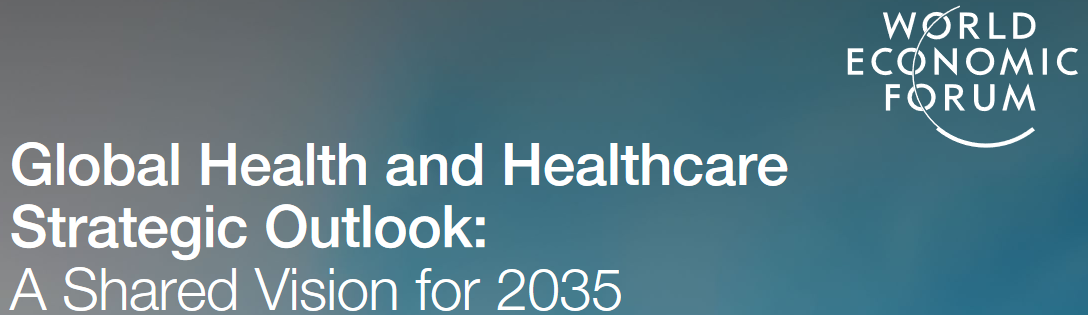 WORLD
ECONOMIC
FORUM
Global Health and Healthcare
Strategic Outlook:
A Shared Vision for 2035